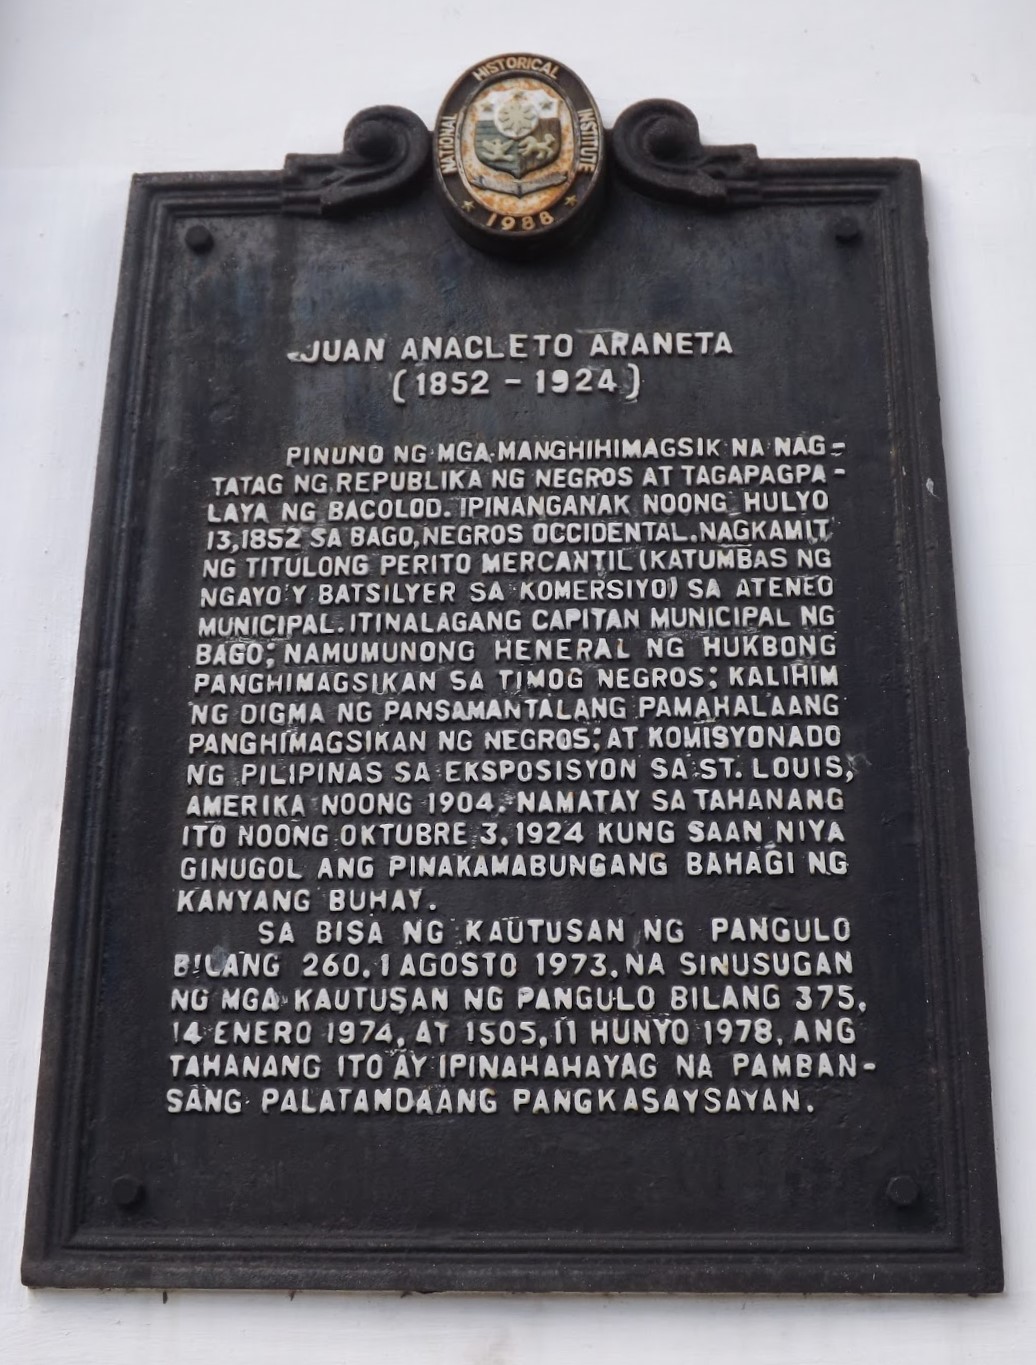 NATIONAL HISTORICAL INSTITUTE
1988
JUAN ANACLETO ARANETA
(1852 - 1924)
PINUNO NG MGA MANGHIHIMAGSIK NA NAG-
TATAG NG REPUBLIKA NG NEGROS AT TAGAPAGPA-
LAYA NG BACOLOD. IPINANGANAK NOONG HULYO
13, 1852 SA BAGO, NEGROS OCCIDENTAL. NAGKAMIT
NG TITULONG PERITO MERCANTIL (KATUMBAS NG
NGAYO'Y BATSILYER SA KOMERSIYO) SA ATENEO
MUNICIPAL. ITINALAGANG CAPITAN MUNICIPAL NG
BAGO; NAMUMUNONG HENERAL NG HUKBONG
PANGHIMAGSIKAN SA TIMOG NEGROS; KALIHIM
NG DIGMA NG PANSAMANTALANG PAMAHALAANG
PANGHIMAGSIKAN NG NEGROS; AT KOMISYONADO
NG PILIPINAS SA EKSPOSISYON SA ST. LOUIS,
AMERIKA NOONG 1904. NAMATAY SA TAHANANG
ITO NOONG OKTUBRE 3, 1924 KUNG SAAN NIYA
GINUGOL ANG PINAKAMABUNGANG BAHAGI NG
KANYANG BUHAY.
SA BISA NG KAUTUSAN NG PANGULO
BILANG 260, 1 AGOSTO 1973, NA SINUSUGAN
NG MGA KAUTUSAN NG PANGULO BILANG 375,
14 ENERO 1974, AT 1505, 11 HUNYO 1978, ANG
TAHANANG ITO AY IPINAHAHAYAG NA PAMBAN-
SANG PALATANDAANG PANGKASAYSAYAN.